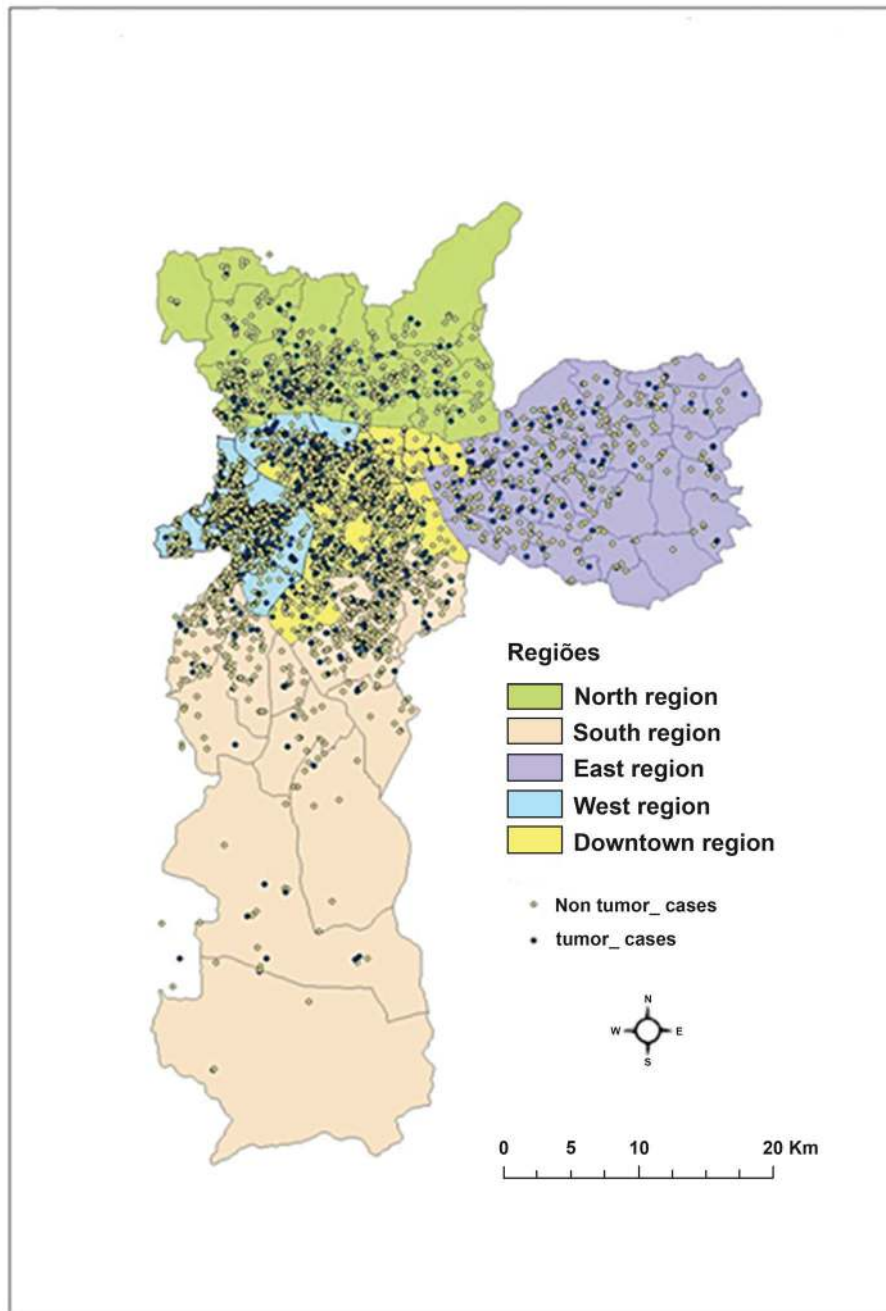 Regiões
North region
South region
East region
West region
Downtown region
Non tumor_ cases
tumor_ cases
N
W E
S
0 5 10 20 Km